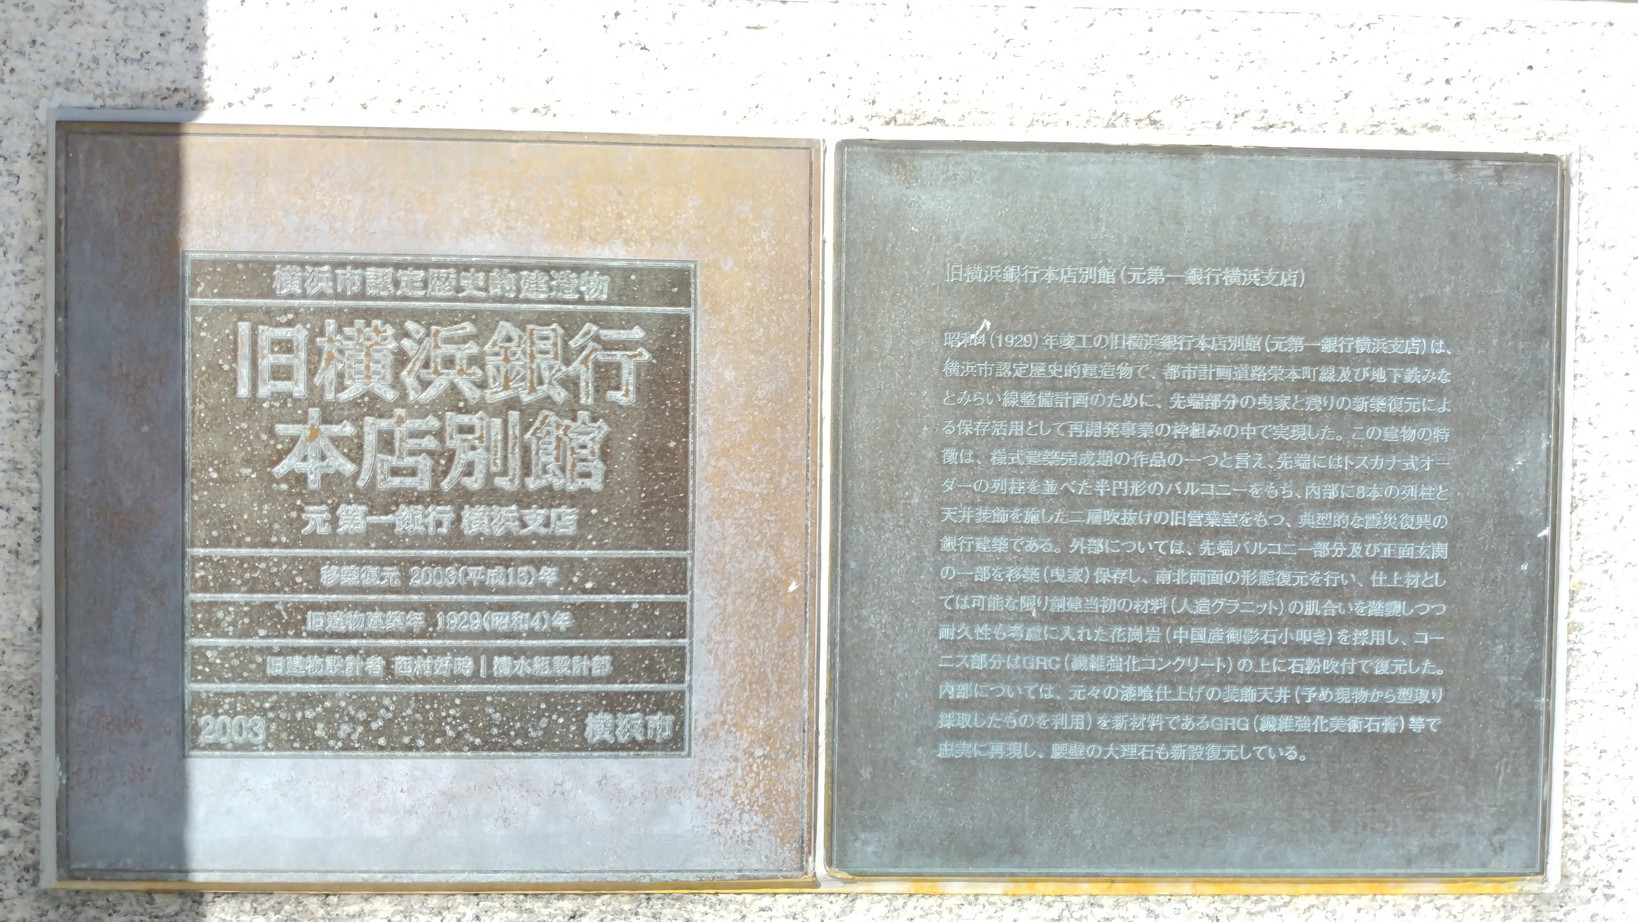 横浜市認定歴史的建造物
旧横浜銀行
本店別館
元 第一銀行 横浜支店
移築復元 2003(平成15)年
旧建物建築年 1929(昭和4)年
旧建物設計者 西村好時 | 清水組設計部
2003 横浜市
旧横浜銀行本店別館(元第一銀行横浜支店)
昭和4(1929)年竣工の旧横浜銀行本店別館(元第一銀行横浜支店)は、
横浜市認定歴史的建造物で、都市計画道路栄本町線及び地下鉄みな
とみらい線整備計画のために、先端部分の曳家と残りの新築復元によ
る保存活用として再開発事業の枠組みの中で実現した。この建物の特
徴は、様式建築完成期の作品の一つと言え、先端にはトスカナ式オー
ダーの列柱を並べた半円形のバルコニーをもち、内部に8本の列柱と
天井装飾を施した二層吹抜けの旧営業室をもつ、典型的な震災復興の
銀行建築である。外部については、先端バルコニー部分及び正面玄関
の一部を移築(曳家)保存し、南北両面の形態復元を行い、仕上材とし
ては可能な限り創建当初の材料(人造グラニット)の肌合いを踏襲しつつ
耐久性も考慮に入れた花崗岩(中国産御影石小叩き)を採用し、コー
ニス部分はGRC(繊維強化コンクリート)の上に石粉吹付で復元した。
内部については、元々の漆喰仕上げの装飾天井(予め現物から型取り
採取したものを利用)を新材料であるGRG(繊維強化美術石膏)等で
忠実に再現し、腰壁の大理石も新設復元している。